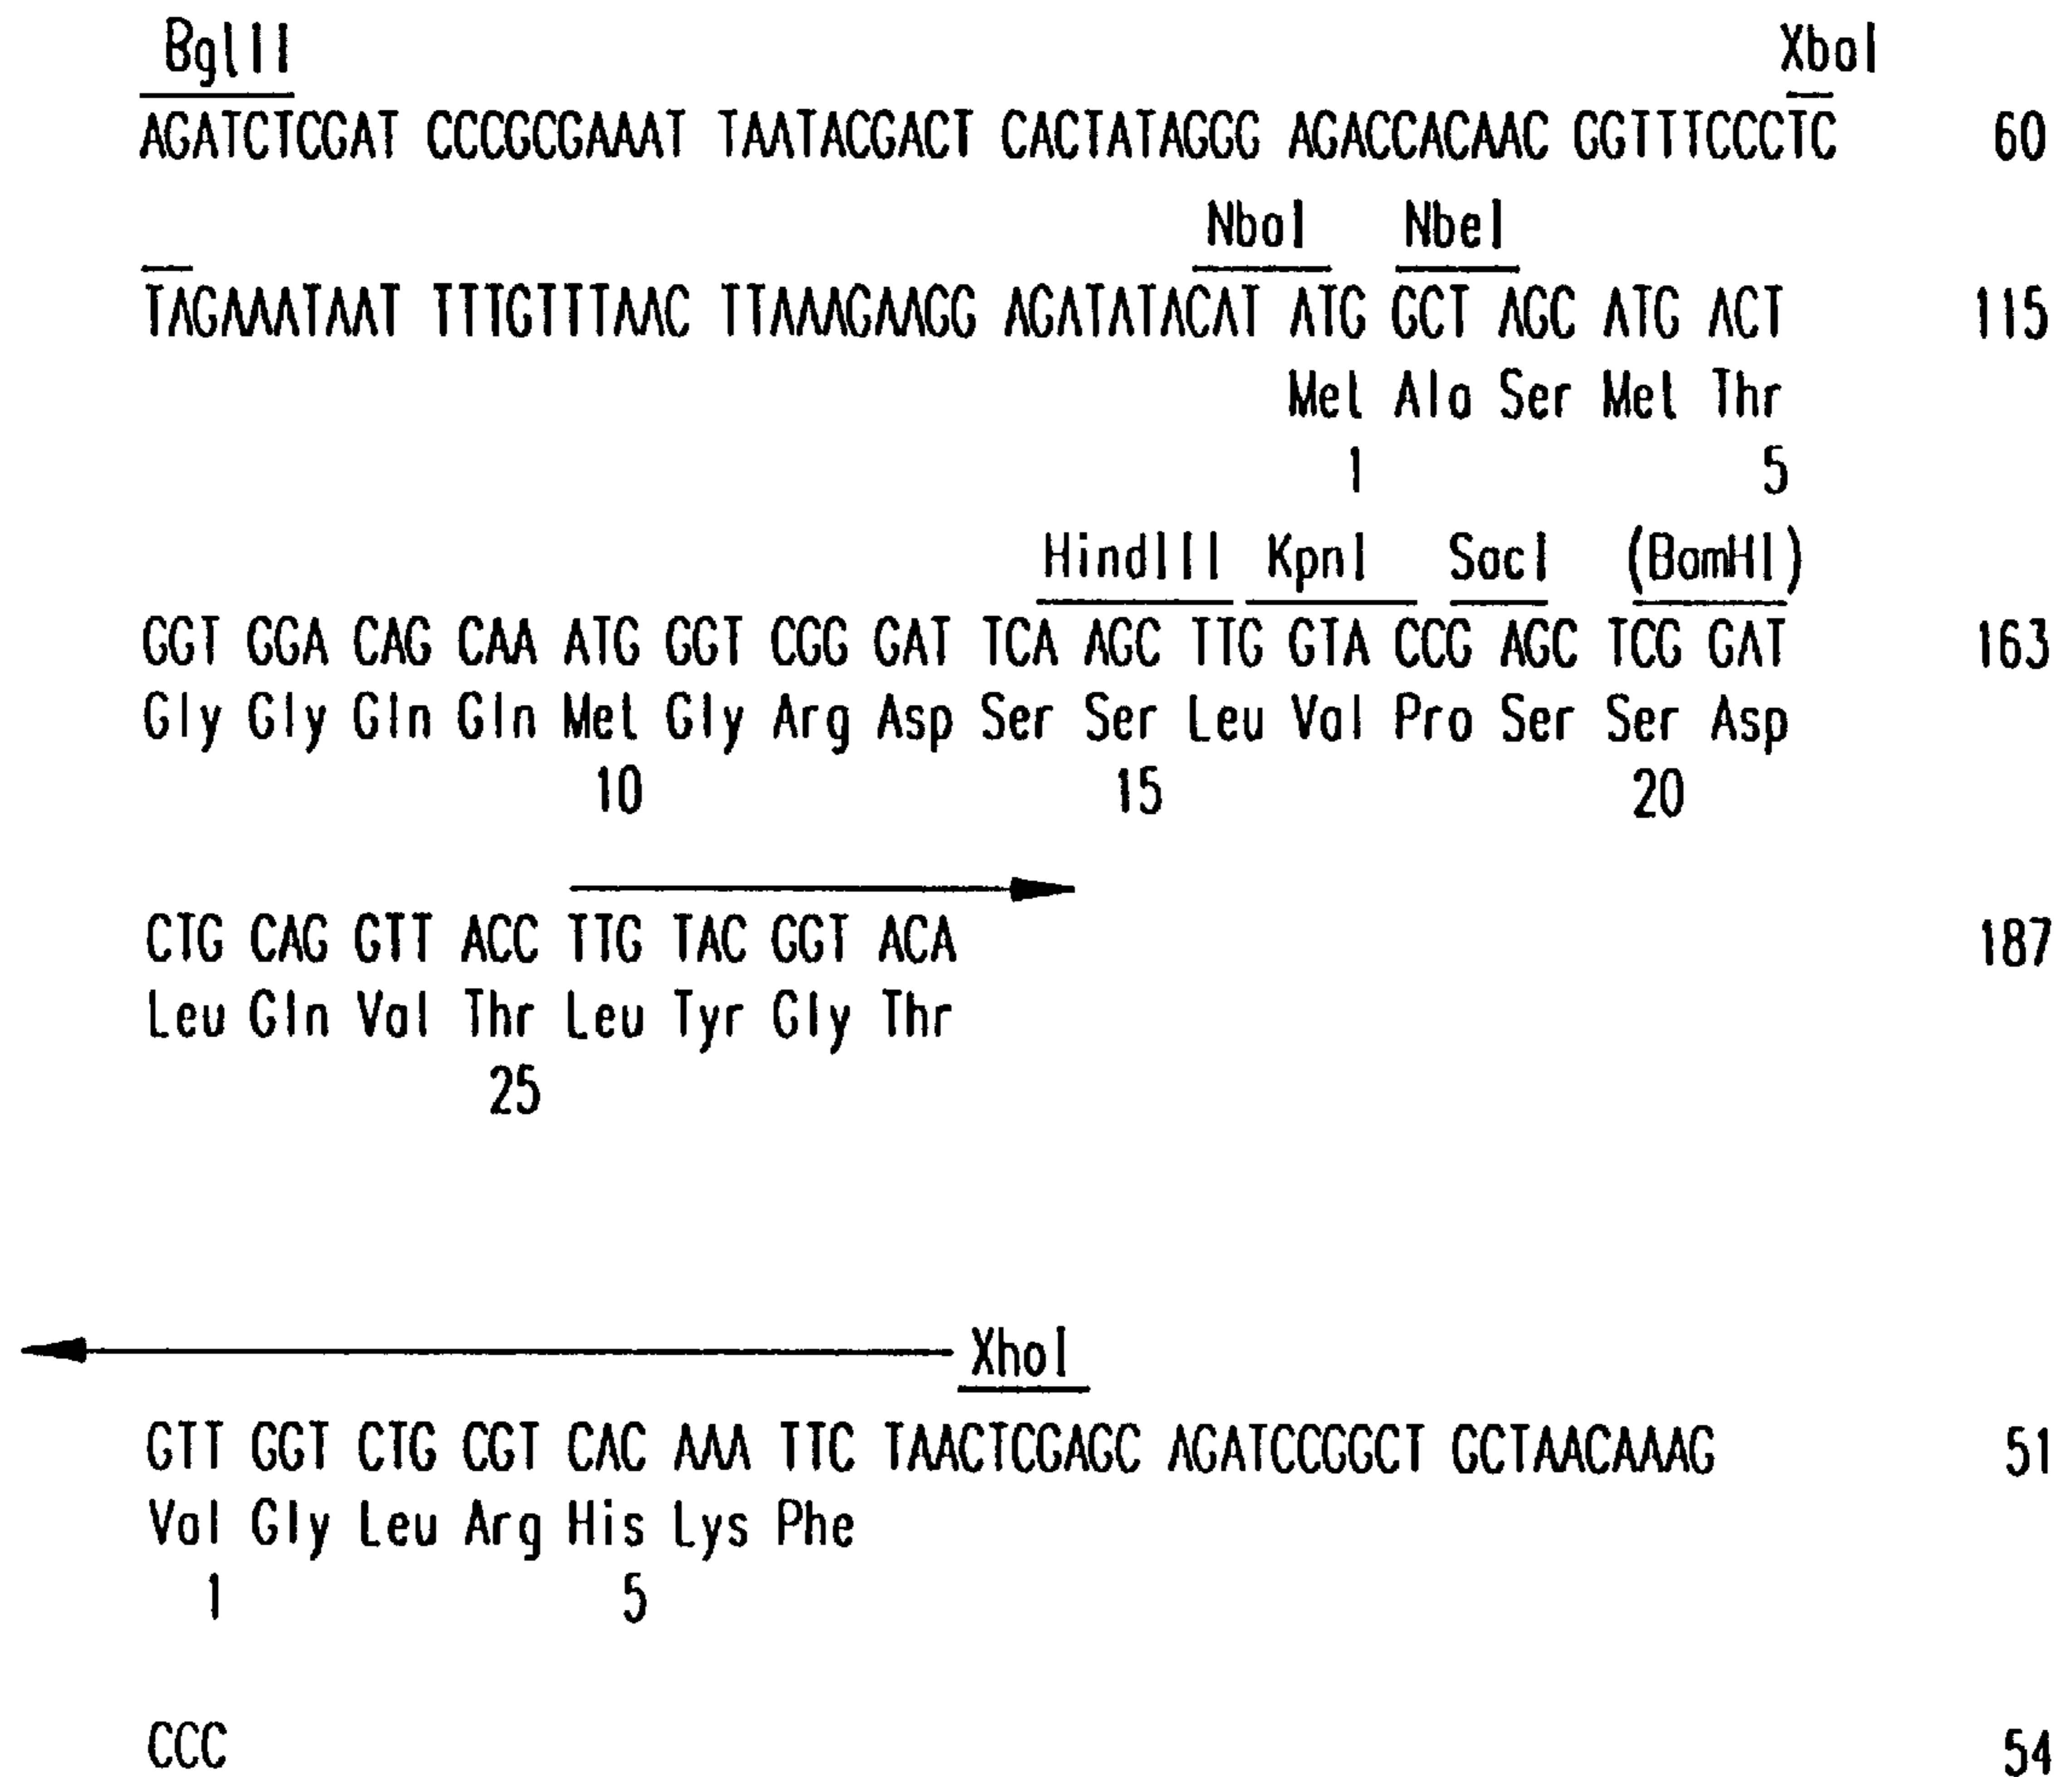 BglII XbaI
AGATCTCGAT CCCGCGAAAT TAATACGACT CACTATAGGG AGACCACAAC GGTTTCCCTC 60
NboI NbeI
TAGAAATAAT TTTGTTTAAC TTAAAGAAGG AGATATACAT ATG GCT AGC ATG ACT 115
Met Ala Ser Met Thr
1 5
HindIII KpnI SacI (BamHI)
GGT GGA CAG CAA ATG GGT CGG GAT TCA AGC TTG GTA CCG AGC TCG GAT 163
Gly Gly Gln Gln Met Gly Arg Asp Ser Ser Leu Val Pro Ser Ser Asp
10 15 20
CTG CAG GTT ACC TTG TAC GGT ACA 187
Leu Gln Val Thr Leu Tyr Gly Thr
25
XhoI
GTT GGT CTG CGT CAC AAA TTC TAACTCGAGC AGATCCGGCT GCTAACAAAG 51
Val Gly Leu Arg His Lys Phe
1 5
CCC 54